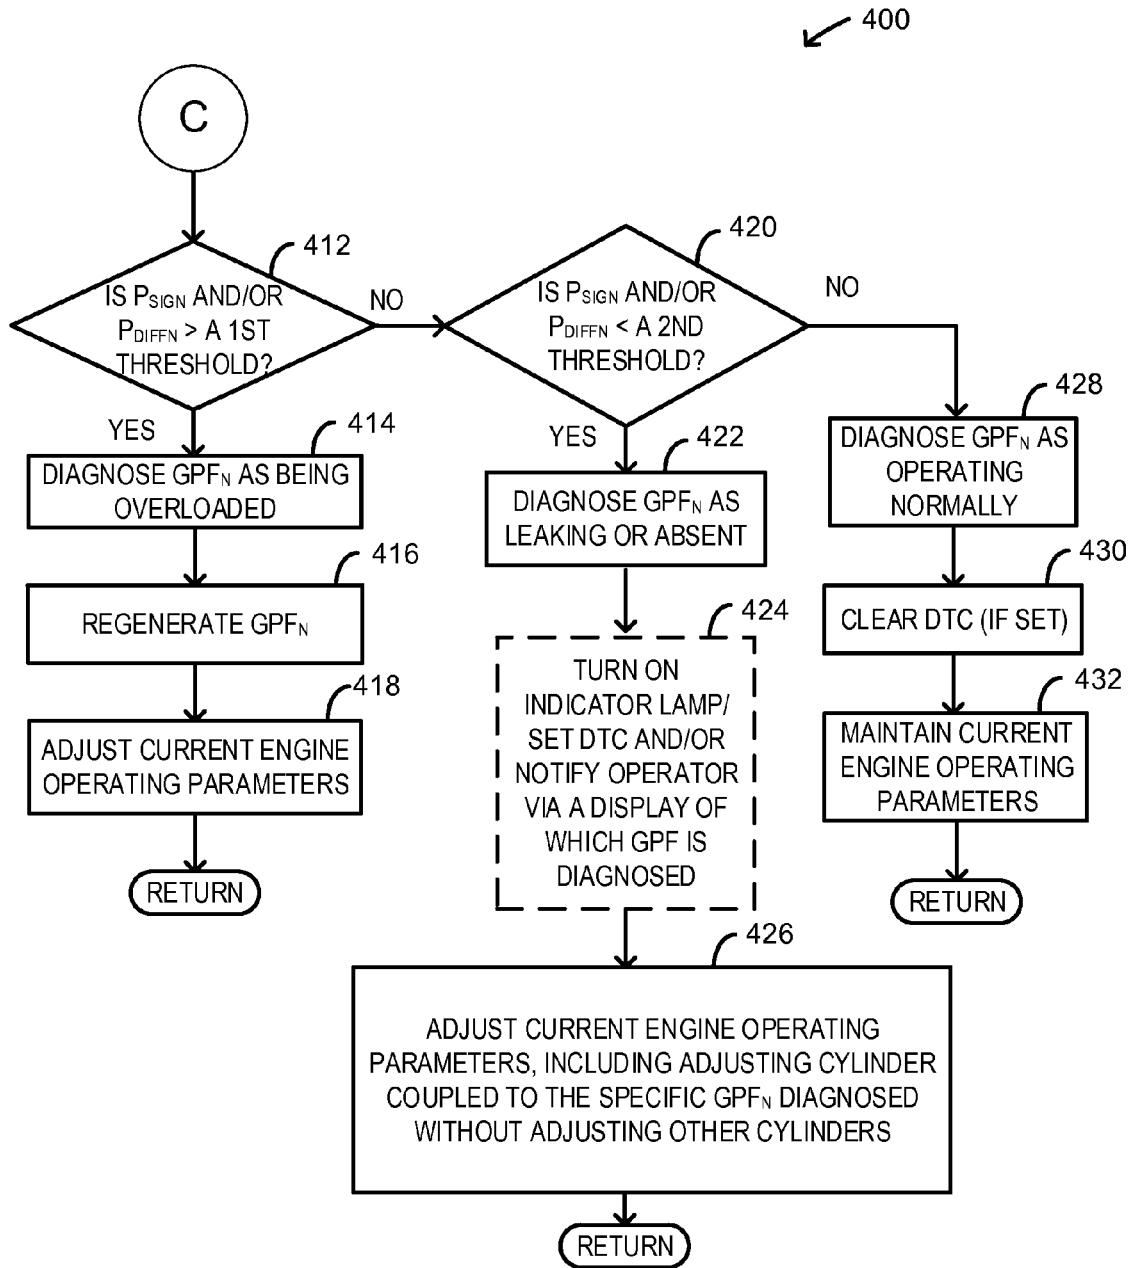 400
C
412
IS PSIGN AND/OR
PDIFFN > A 1ST
THRESHOLD?
NO
YES
414
DIAGNOSE GPFN AS BEING
OVERLOADED
416
REGENERATE GPFN
418
ADJUST CURRENT ENGINE
OPERATING PARAMETERS
RETURN
420
IS PSIGN AND/OR
PDIFFN < A 2ND
THRESHOLD?
NO
YES
422
DIAGNOSE GPFN AS
LEAKING OR ABSENT
424
TURN ON
INDICATOR LAMP/
SET DTC AND/OR
NOTIFY OPERATOR
VIA A DISPLAY OF
WHICH GPF IS
DIAGNOSED
426
ADJUST CURRENT ENGINE OPERATING
PARAMETERS, INCLUDING ADJUSTING CYLINDER
COUPLED TO THE SPECIFIC GPFN DIAGNOSED
WITHOUT ADJUSTING OTHER CYLINDERS
RETURN
428
DIAGNOSE GPFN AS
OPERATING
NORMALLY
430
CLEAR DTC (IF SET)
432
MAINTAIN CURRENT
ENGINE OPERATING
PARAMETERS
RETURN